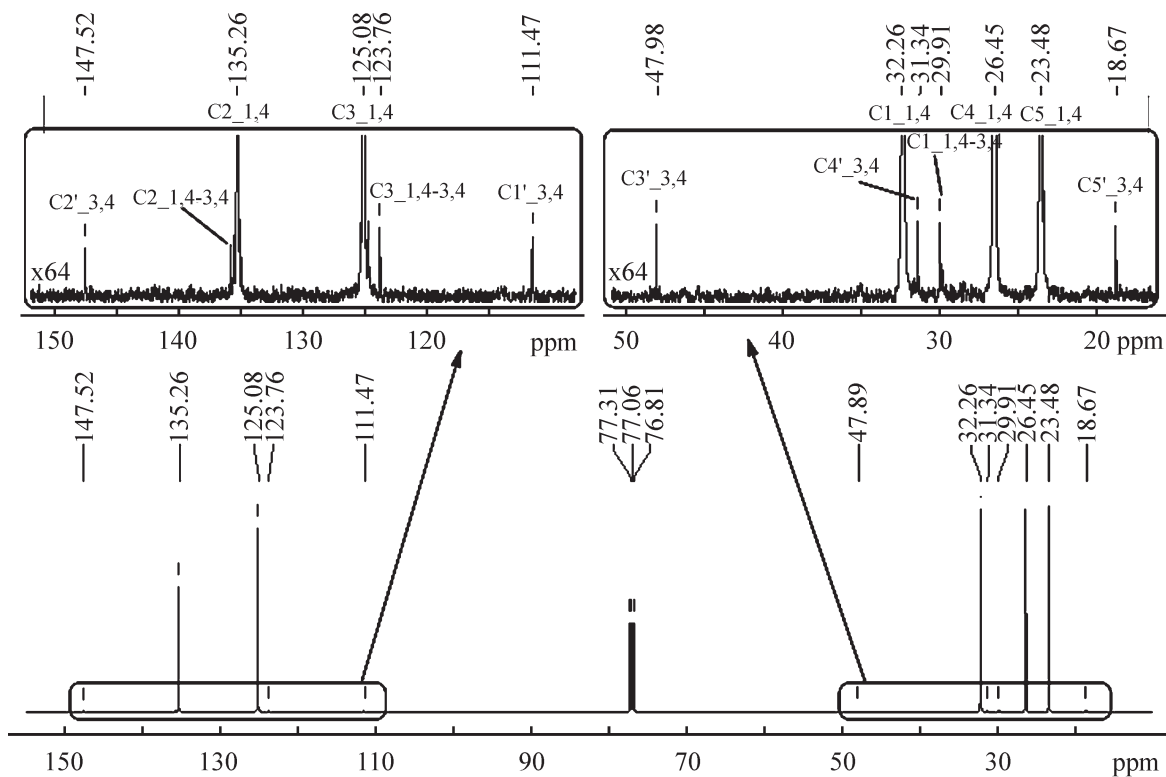 147.52
135.26
125.08
123.76
111.47
47.98
32.26
31.34
29.91
26.45
23.48
18.67
C2_1,4
C3_1,4
C1_1,4
C4_1,4
C5_1,4
C2'_3,4
C2_1,4-3,4
C3_1,4-3,4
C1'_3,4
C3'_3,4
C4'_3,4
C1_1,4-3,4
C5'_3,4
x64
x64
150 140 130 120 ppm
50 40 30 20 ppm
147.52
135.26
125.08
123.76
111.47
77.31
77.06
76.81
47.89
32.26
31.34
29.91
26.45
23.48
18.67
150 130 110 90 70 50 30 ppm